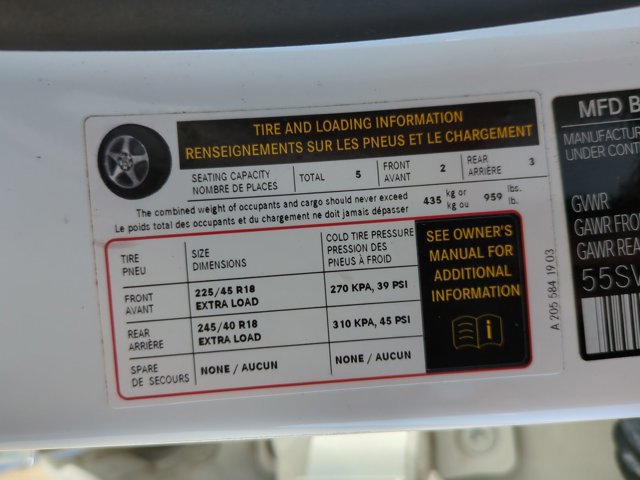 TIRE AND LOADING INFORMATION
RENSEIGNEMENTS SUR LES PNEUS ET LE CHARGEMENT
SEATING CAPACITY
NOMBRE DE PLACES
TOTAL 5
FRONT
AVANT
2
REAR
ARRIÈRE
3
The combined weight of occupants and cargo should never exceed
Le poids total des occupants et du chargement ne doit jamais dépasser
435 kg or
kg ou
959 lbs.
lb.
TIRE
PNEU
SIZE
DIMENSIONS
COLD TIRE PRESSURE
PRESSION DES
PNEUS À FROID
FRONT
AVANT
225/45 R18
EXTRA LOAD
270 KPA, 39 PSI
REAR
ARRIÈRE
245/40 R18
EXTRA LOAD
310 KPA, 45 PSI
SPARE
DE SECOURS
NONE / AUCUN
NONE / AUCUN
SEE OWNER'S
MANUAL FOR
ADDITIONAL
INFORMATION
A 205 584 19 03
MFD B
MANUFACTUR
UNDER CONT
GVWR
GAWR FRO
GAWR REA
55SV